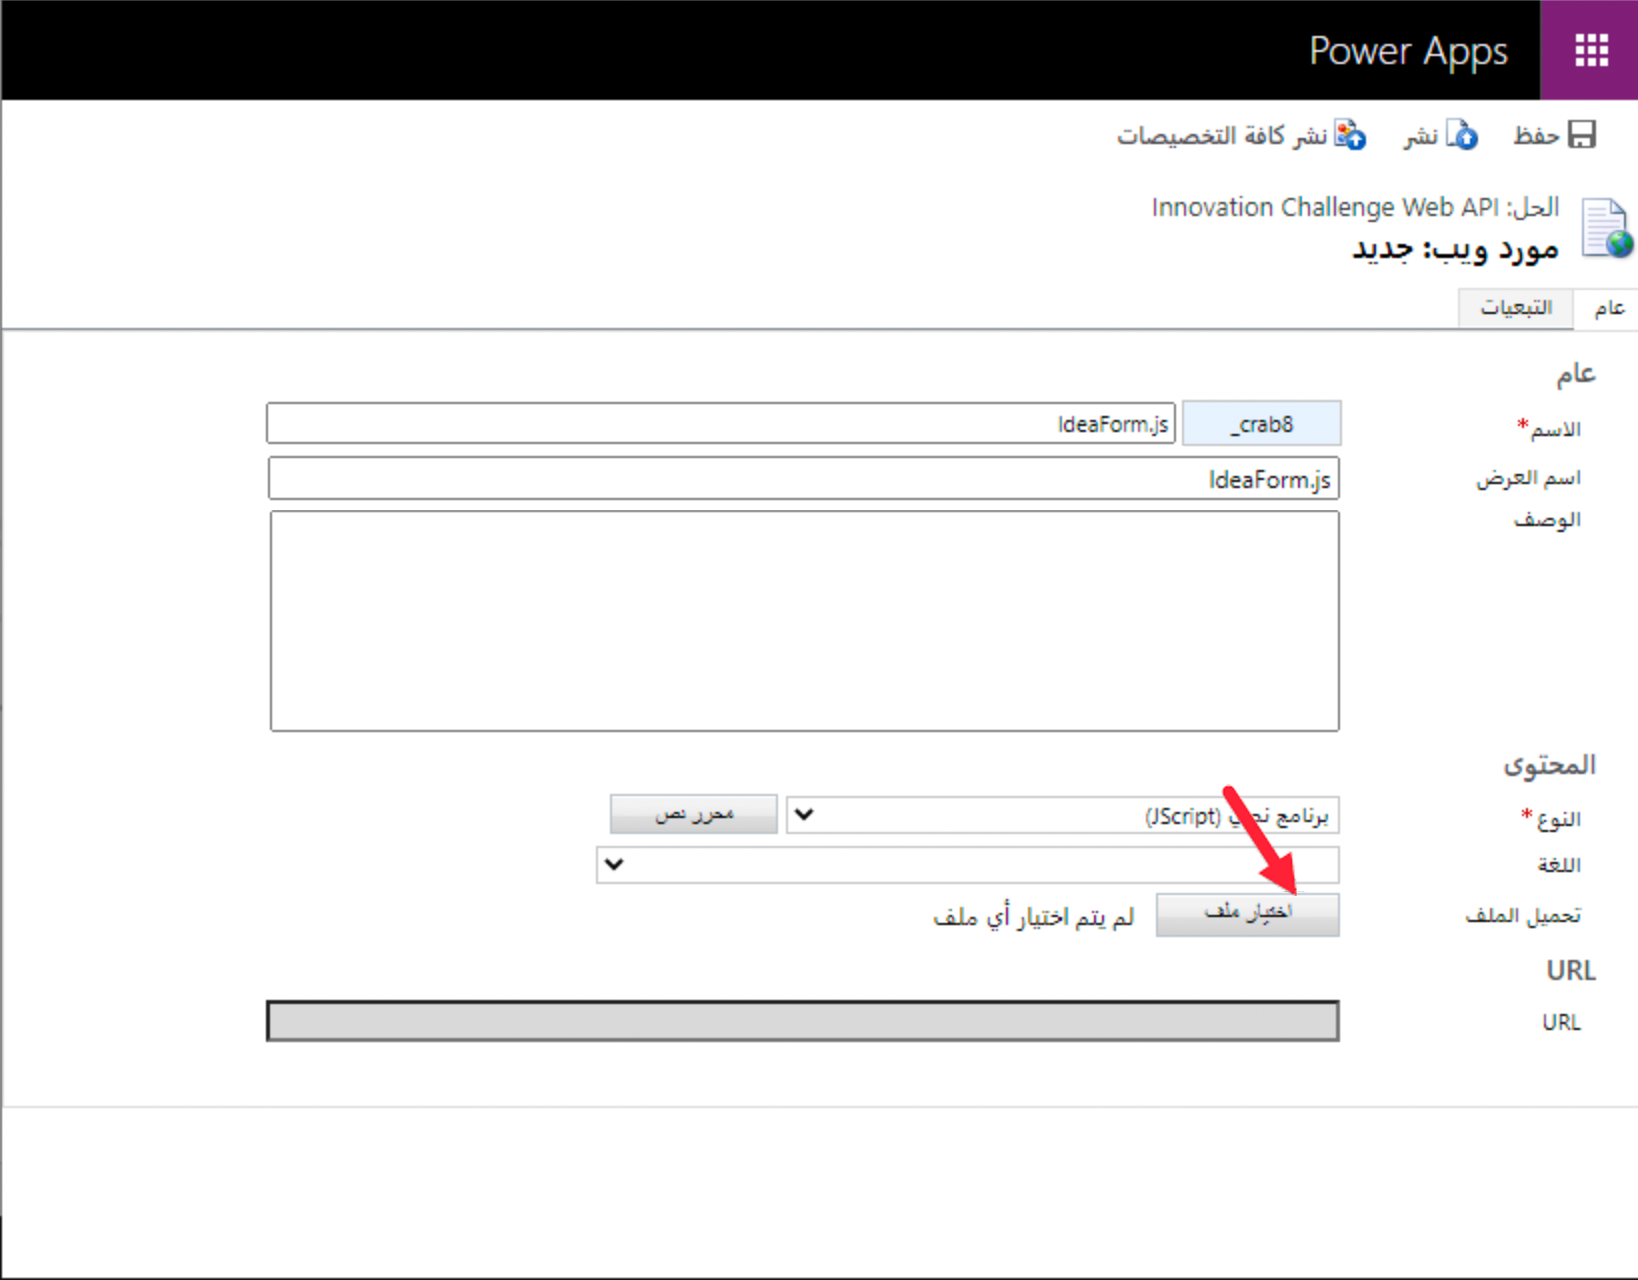 Power Apps
حفظ نشر نشر كافة التخصيصات
الحل: Innovation Challenge Web API
مورد ويب: جديد
عام التبعيات
عام
الاسم* _crab8 IdeaForm.js
اسم العرض IdeaForm.js
الوصف
المحتوى
النوع* برنامج نصي (JScript) محرر نص
اللغة
تحميل الملف اختيار ملف لم يتم اختيار أي ملف
URL
URL